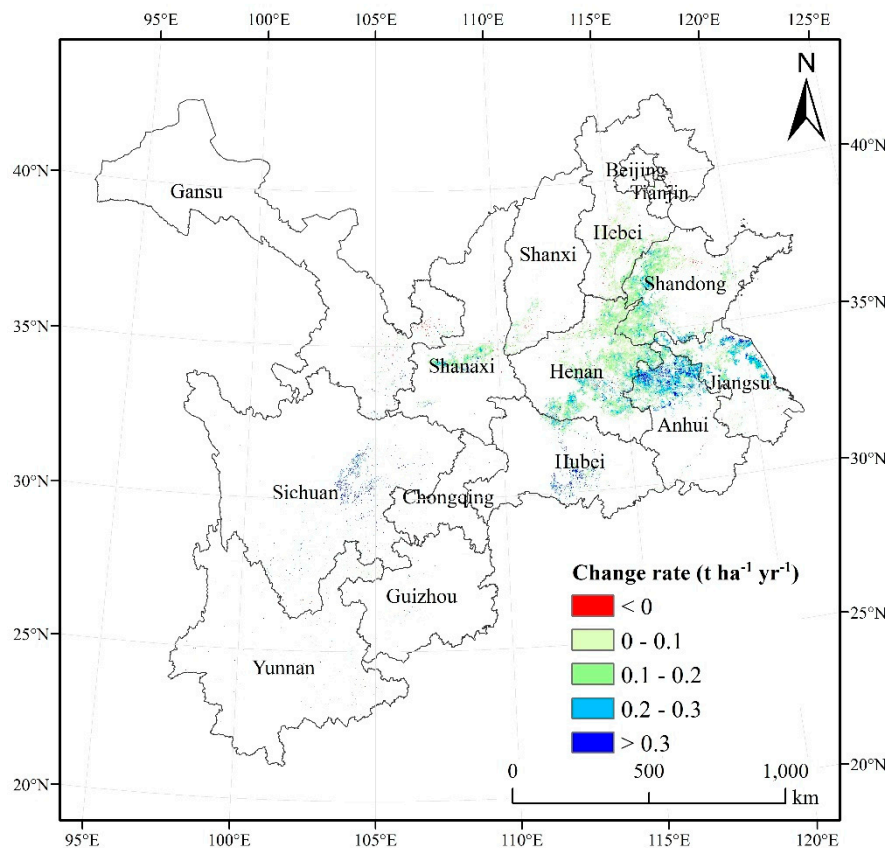 95°E 100°E 105°E 110°E 115°E 120°E 125°E
N
40°N 40°N
Beijing
Tianjin
Gansu
Hebei
Shanxi
Shandong
35°N 35°N
Shanaxi
Henan
Jiangsu
Anhui
30°N 30°N
Hubei
Sichuan
Chongqing
Change rate (t ha⁻¹ yr⁻¹)
< 0
Guizhou
25°N 25°N
0 - 0.1
Yunnan
0.1 - 0.2
0.2 - 0.3
> 0.3
20°N 20°N
0 500 1,000
km
95°E 100°E 105°E 110°E 115°E 120°E